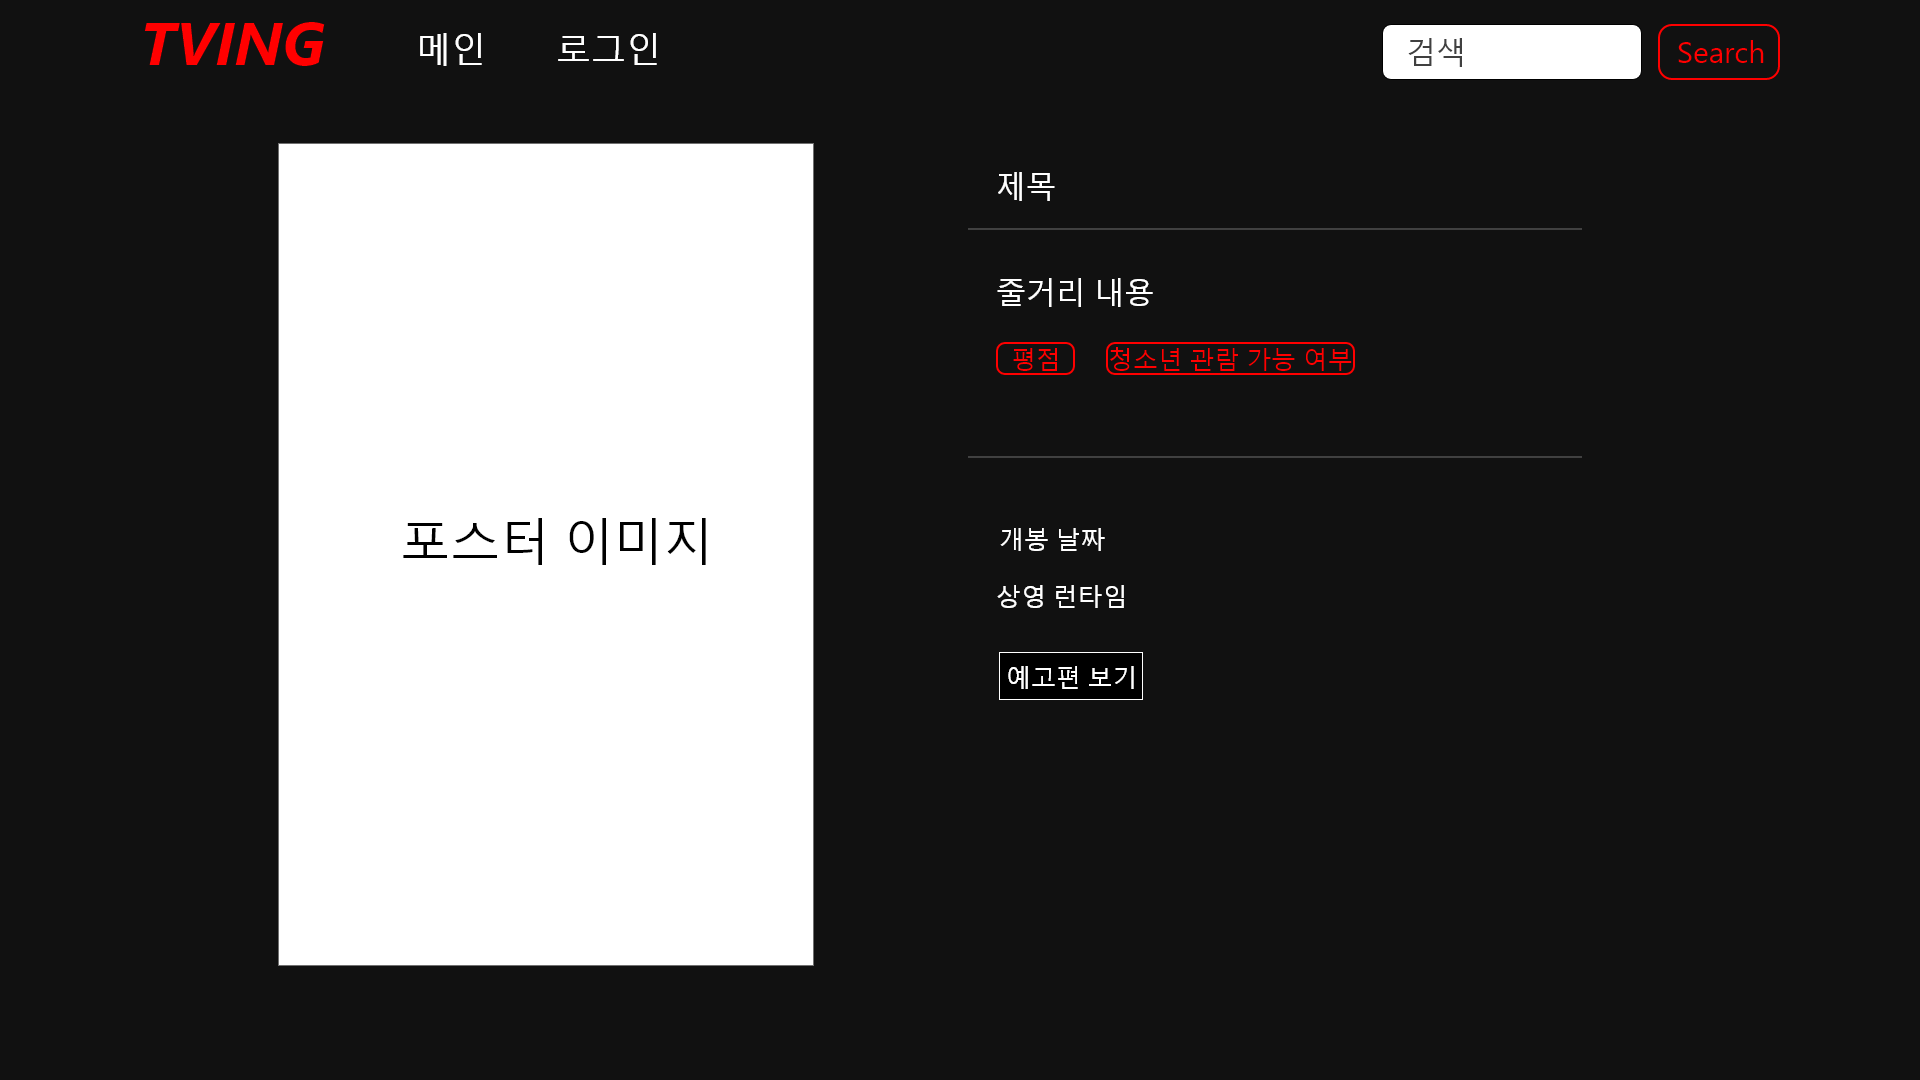 TVING 메인 로그인 검색 Search
제목
줄거리 내용
평점 청소년 관람 가능 여부
포스터 이미지
개봉 날짜
상영 런타임
예고편 보기